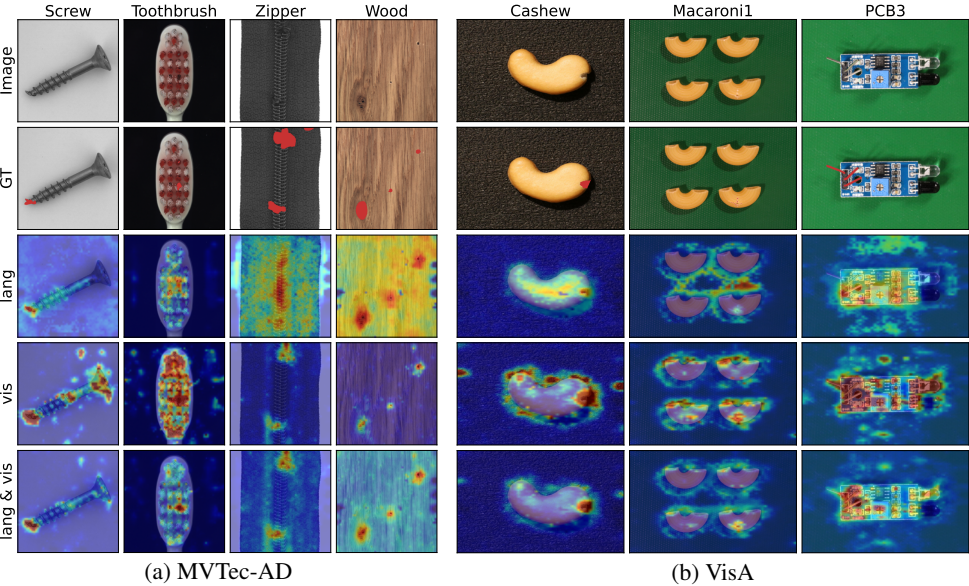 Screw Toothbrush Zipper Wood Cashew Macaroni1 PCB3
Image
GT
lang
vis
lang & vis
(a) MVTec-AD
(b) VisA